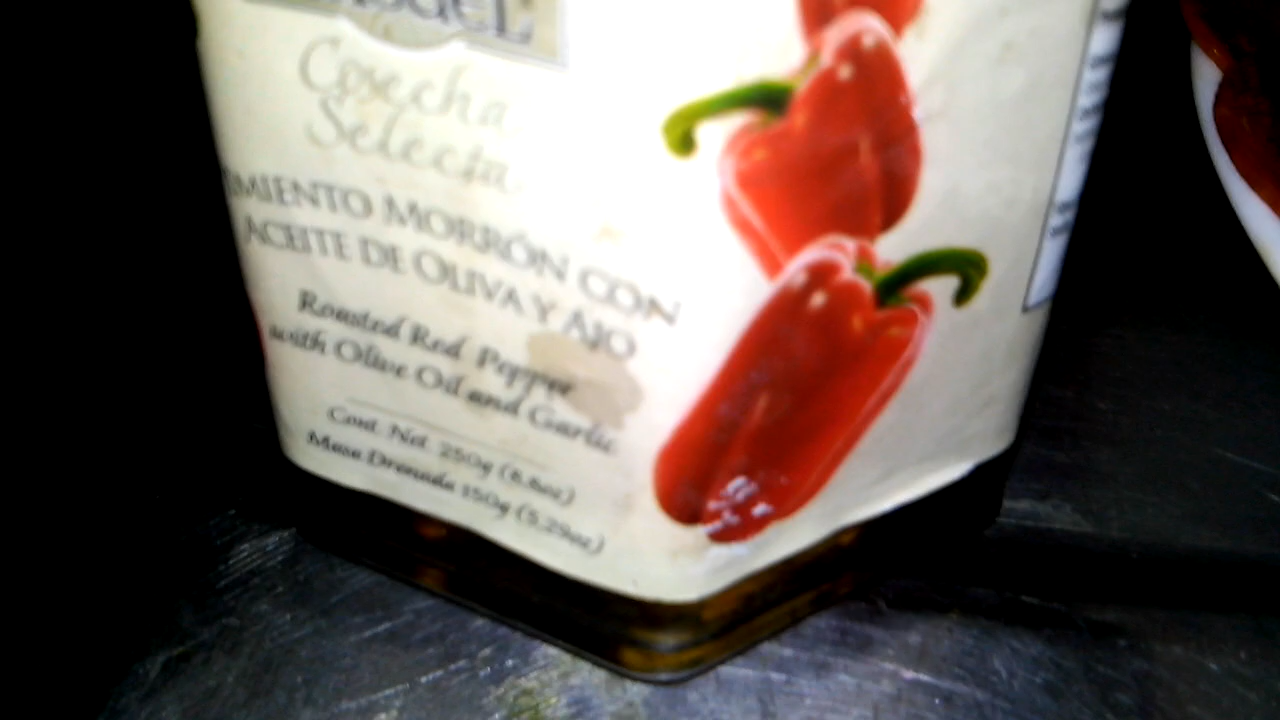 Cosecha
Selecta
MIENTO MORRÓN CON
ACEITE DE OLIVA Y AJO
Roasted Red Pepper
with Olive Oil and Garlic
Cont. Net. 250g (8.8oz)
Masa Drenada 150g (5.29oz)